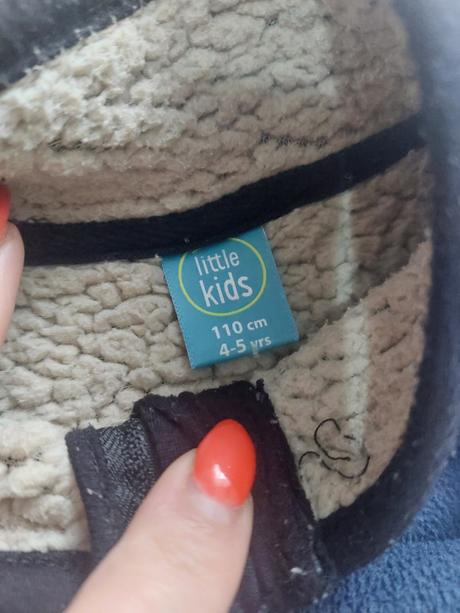 little
kids
110 cm
4-5 yrs